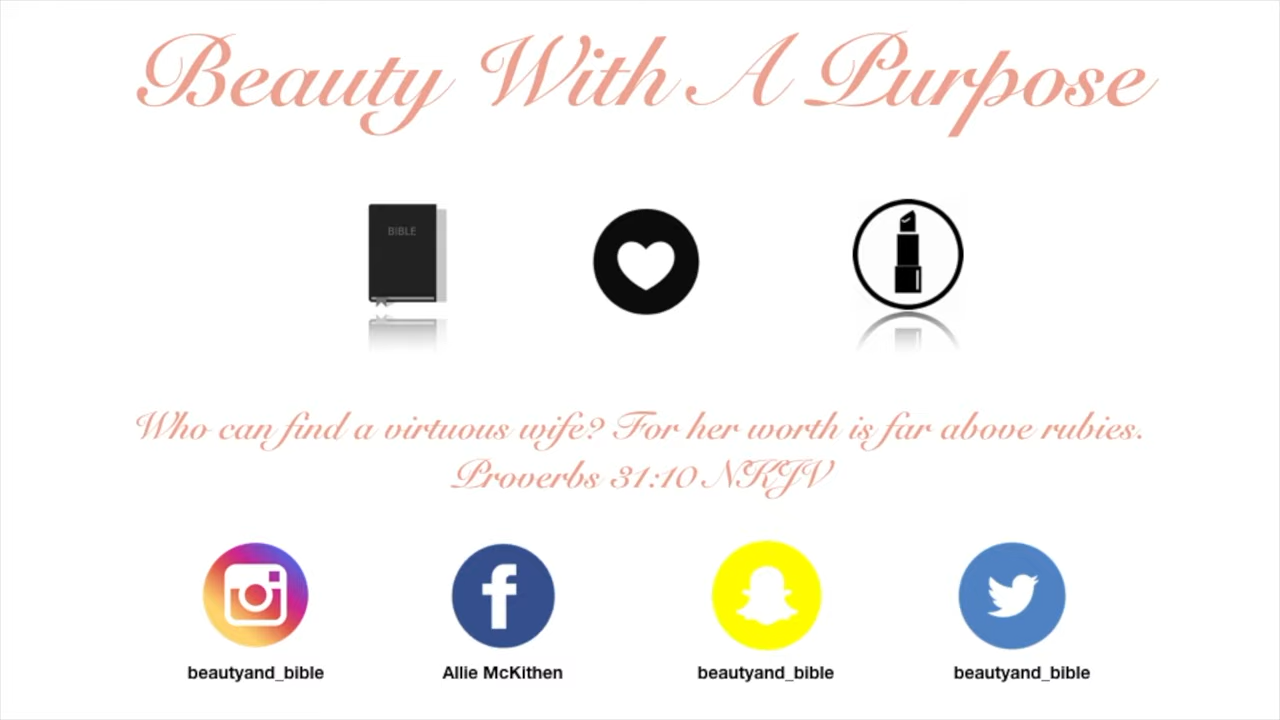 Beauty With A Purpose
BIBLE
Who can find a virtuous wife? For her worth is far above rubies.
Proverbs 31:10 NKJV
beautyand_bible
Allie McKithen
beautyand_bible
beautyand_bible